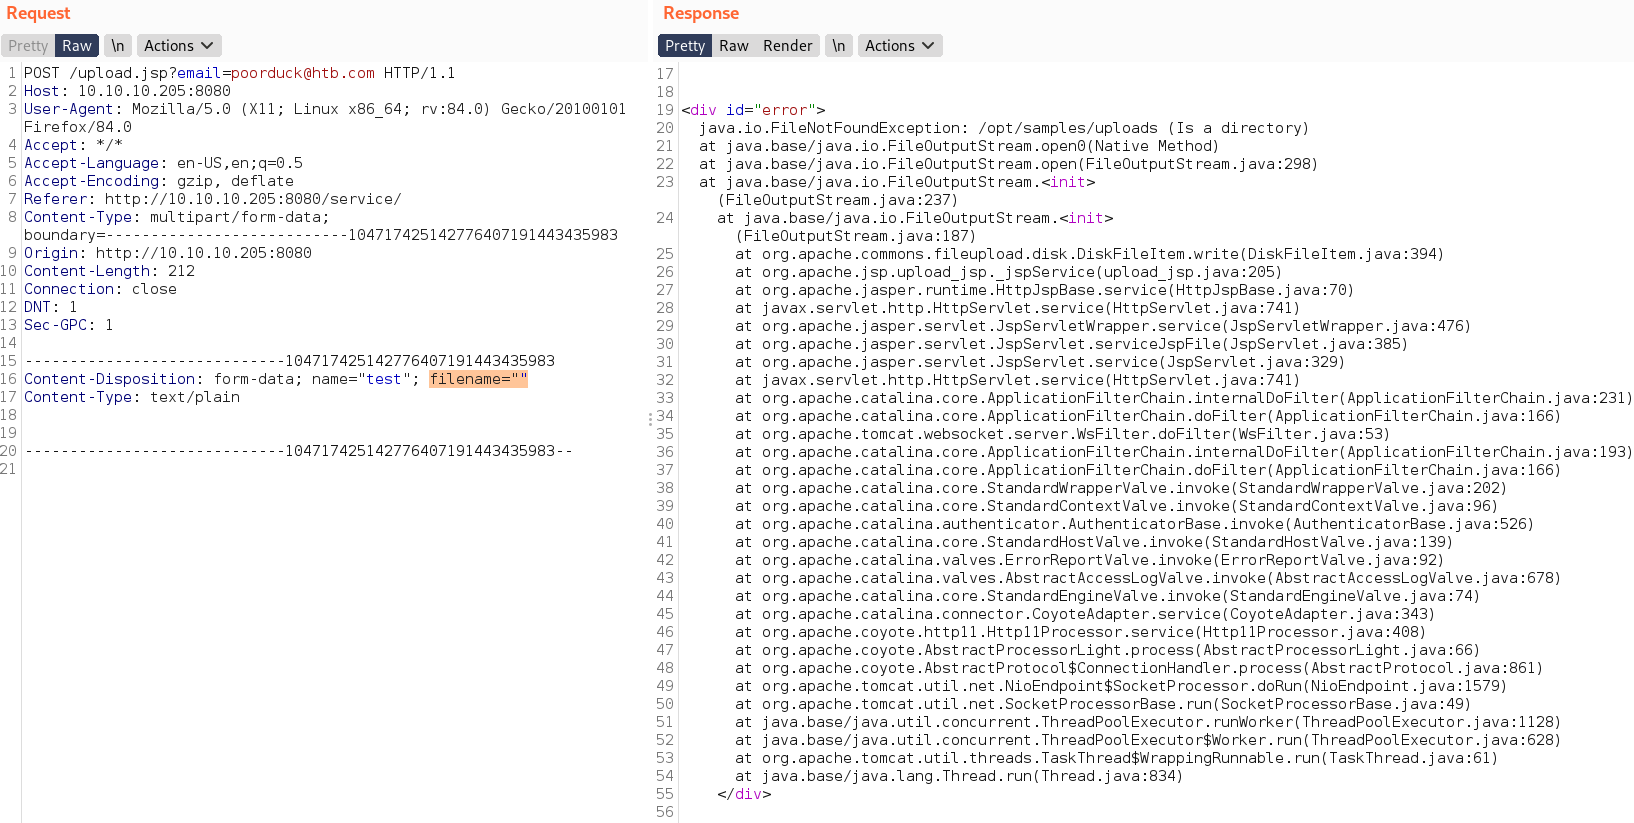 Request
Pretty Raw \n Actions
1 POST /upload.jsp?email=poorduck@htb.com HTTP/1.1
2 Host: 10.10.10.205:8080
3 User-Agent: Mozilla/5.0 (X11; Linux x86_64; rv:84.0) Gecko/20100101
Firefox/84.0
4 Accept: */*
5 Accept-Language: en-US,en;q=0.5
6 Accept-Encoding: gzip, deflate
7 Referer: http://10.10.10.205:8080/service/
8 Content-Type: multipart/form-data;
boundary=---------------------------104717425142776407191443435983
9 Origin: http://10.10.10.205:8080
10 Content-Length: 212
11 Connection: close
12 DNT: 1
13 Sec-GPC: 1
14
15 -----------------------------104717425142776407191443435983
16 Content-Disposition: form-data; name="test"; filename=""
17 Content-Type: text/plain
18
19
20 -----------------------------104717425142776407191443435983--
21
Response
Pretty Raw Render \n Actions
17
18
19 <div id="error">
20 java.io.FileNotFoundException: /opt/samples/uploads (Is a directory)
21 at java.base/java.io.FileOutputStream.open0(Native Method)
22 at java.base/java.io.FileOutputStream.open(FileOutputStream.java:298)
23 at java.base/java.io.FileOutputStream.<init>
(FileOutputStream.java:237)
24 at java.base/java.io.FileOutputStream.<init>
(FileOutputStream.java:187)
25 at org.apache.commons.fileupload.disk.DiskFileItem.write(DiskFileItem.java:394)
26 at org.apache.jsp.upload_jsp._jspService(upload_jsp.java:205)
27 at org.apache.jasper.runtime.HttpJspBase.service(HttpJspBase.java:70)
28 at javax.servlet.http.HttpServlet.service(HttpServlet.java:741)
29 at org.apache.jasper.servlet.JspServletWrapper.service(JspServletWrapper.java:476)
30 at org.apache.jasper.servlet.JspServlet.serviceJspFile(JspServlet.java:385)
31 at org.apache.jasper.servlet.JspServlet.service(JspServlet.java:329)
32 at javax.servlet.http.HttpServlet.service(HttpServlet.java:741)
33 at org.apache.catalina.core.ApplicationFilterChain.internalDoFilter(ApplicationFilterChain.java:231)
34 at org.apache.catalina.core.ApplicationFilterChain.doFilter(ApplicationFilterChain.java:166)
35 at org.apache.tomcat.websocket.server.WsFilter.doFilter(WsFilter.java:53)
36 at org.apache.catalina.core.ApplicationFilterChain.internalDoFilter(ApplicationFilterChain.java:193)
37 at org.apache.catalina.core.ApplicationFilterChain.doFilter(ApplicationFilterChain.java:166)
38 at org.apache.catalina.core.StandardWrapperValve.invoke(StandardWrapperValve.java:202)
39 at org.apache.catalina.core.StandardContextValve.invoke(StandardContextValve.java:96)
40 at org.apache.catalina.authenticator.AuthenticatorBase.invoke(AuthenticatorBase.java:526)
41 at org.apache.catalina.core.StandardHostValve.invoke(StandardHostValve.java:139)
42 at org.apache.catalina.valves.ErrorReportValve.invoke(ErrorReportValve.java:92)
43 at org.apache.catalina.valves.AbstractAccessLogValve.invoke(AbstractAccessLogValve.java:678)
44 at org.apache.catalina.core.StandardEngineValve.invoke(StandardEngineValve.java:74)
45 at org.apache.catalina.connector.CoyoteAdapter.service(CoyoteAdapter.java:343)
46 at org.apache.coyote.http11.Http11Processor.service(Http11Processor.java:408)
47 at org.apache.coyote.AbstractProcessorLight.process(AbstractProcessorLight.java:66)
48 at org.apache.coyote.AbstractProtocol$ConnectionHandler.process(AbstractProtocol.java:861)
49 at org.apache.tomcat.util.net.NioEndpoint$SocketProcessor.doRun(NioEndpoint.java:1579)
50 at org.apache.tomcat.util.net.SocketProcessorBase.run(SocketProcessorBase.java:49)
51 at java.base/java.util.concurrent.ThreadPoolExecutor.runWorker(ThreadPoolExecutor.java:1128)
52 at java.base/java.util.concurrent.ThreadPoolExecutor$Worker.run(ThreadPoolExecutor.java:628)
53 at org.apache.tomcat.util.threads.TaskThread$WrappingRunnable.run(TaskThread.java:61)
54 at java.base/java.lang.Thread.run(Thread.java:834)
55 </div>
56